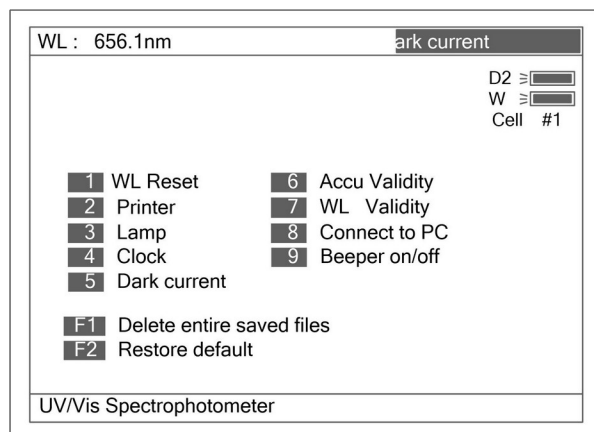 WL : 656.1nm ark current
D2
W
Cell #1
1 WL Reset 6 Accu Validity
2 Printer 7 WL Validity
3 Lamp 8 Connect to PC
4 Clock 9 Beeper on/off
5 Dark current
F1 Delete entire saved files
F2 Restore default
UV/Vis Spectrophotometer